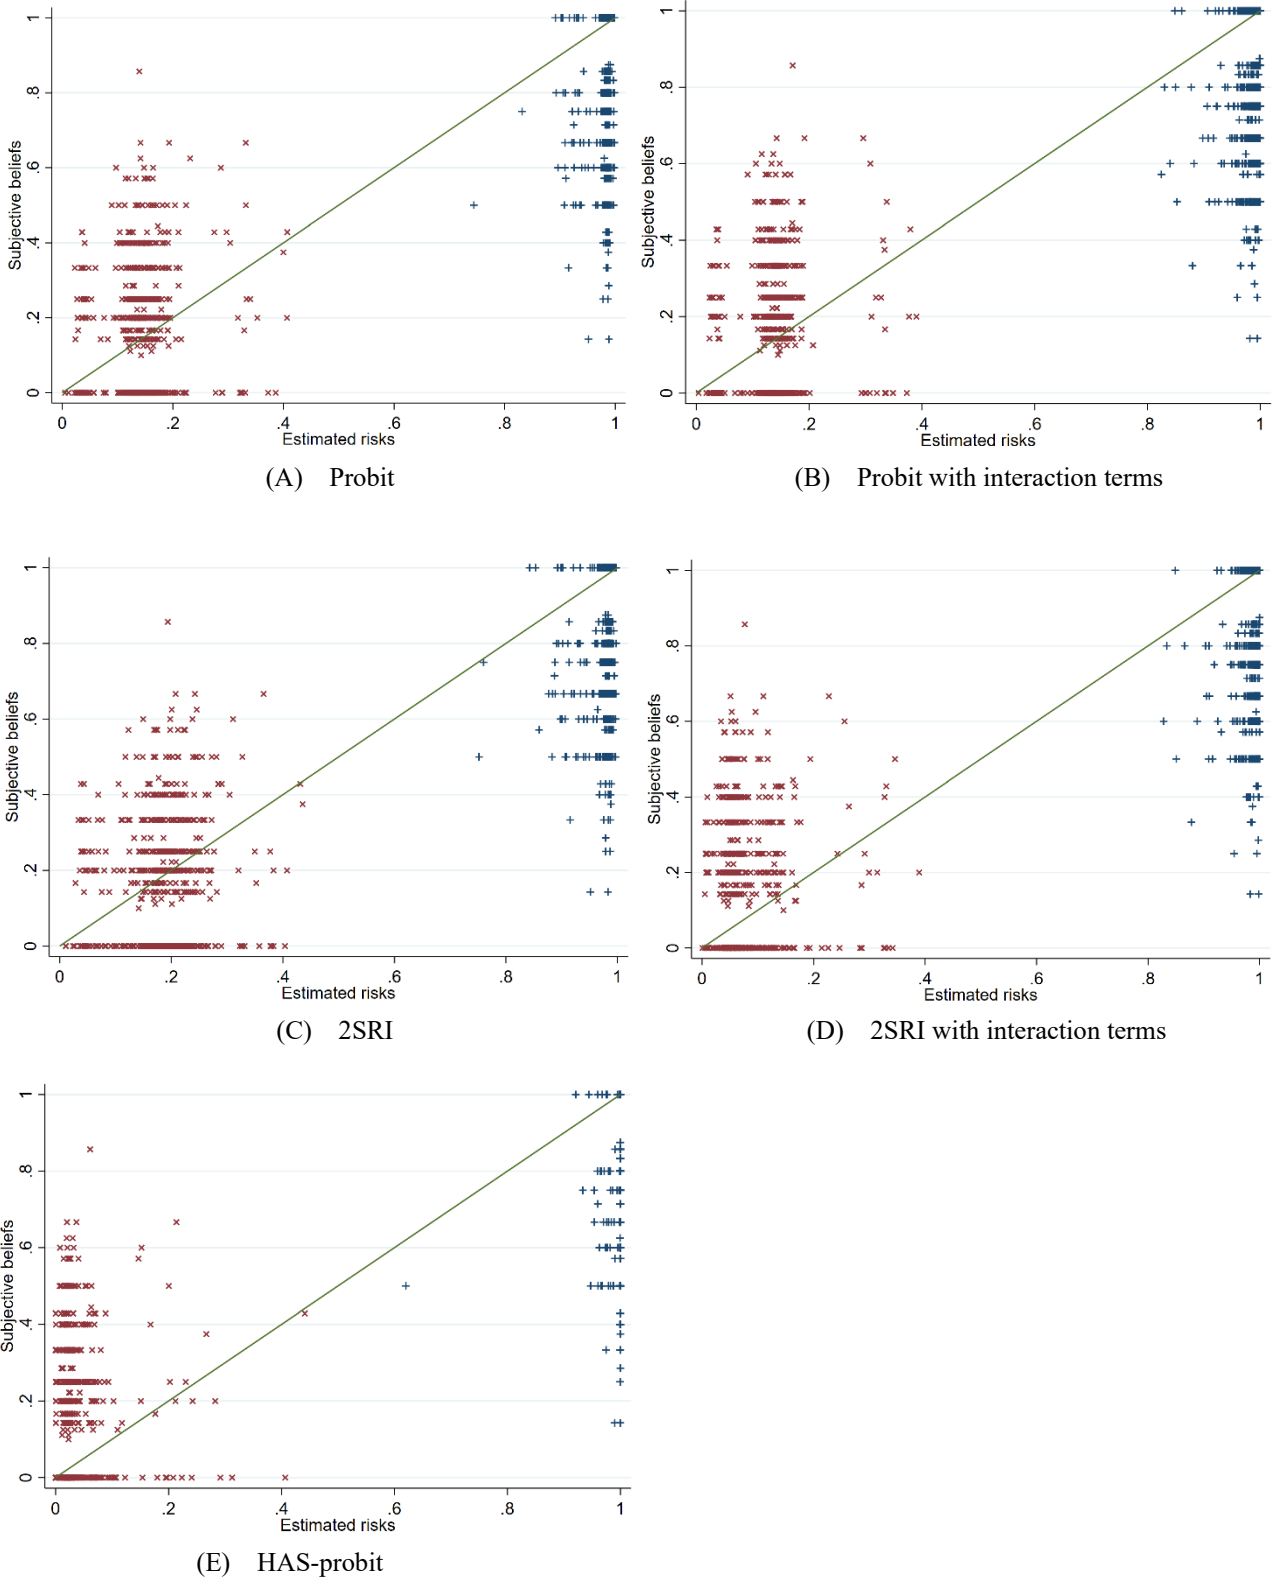 Subjective beliefs
1
.8
.6
.4
.2
0
0 .2 .4 .6 .8 1
Estimated risks
(A) Probit
Subjective beliefs
1
.8
.6
.4
.2
0
0 .2 .4 .6 .8 1
Estimated risks
(B) Probit with interaction terms
Subjective beliefs
1
.8
.6
.4
.2
0
0 .2 .4 .6 .8 1
Estimated risks
(C) 2SRI
Subjective beliefs
1
.8
.6
.4
.2
0
0 .2 .4 .6 .8 1
Estimated risks
(D) 2SRI with interaction terms
Subjective beliefs
1
.8
.6
.4
.2
0
0 .2 .4 .6 .8 1
Estimated risks
(E) HAS-probit